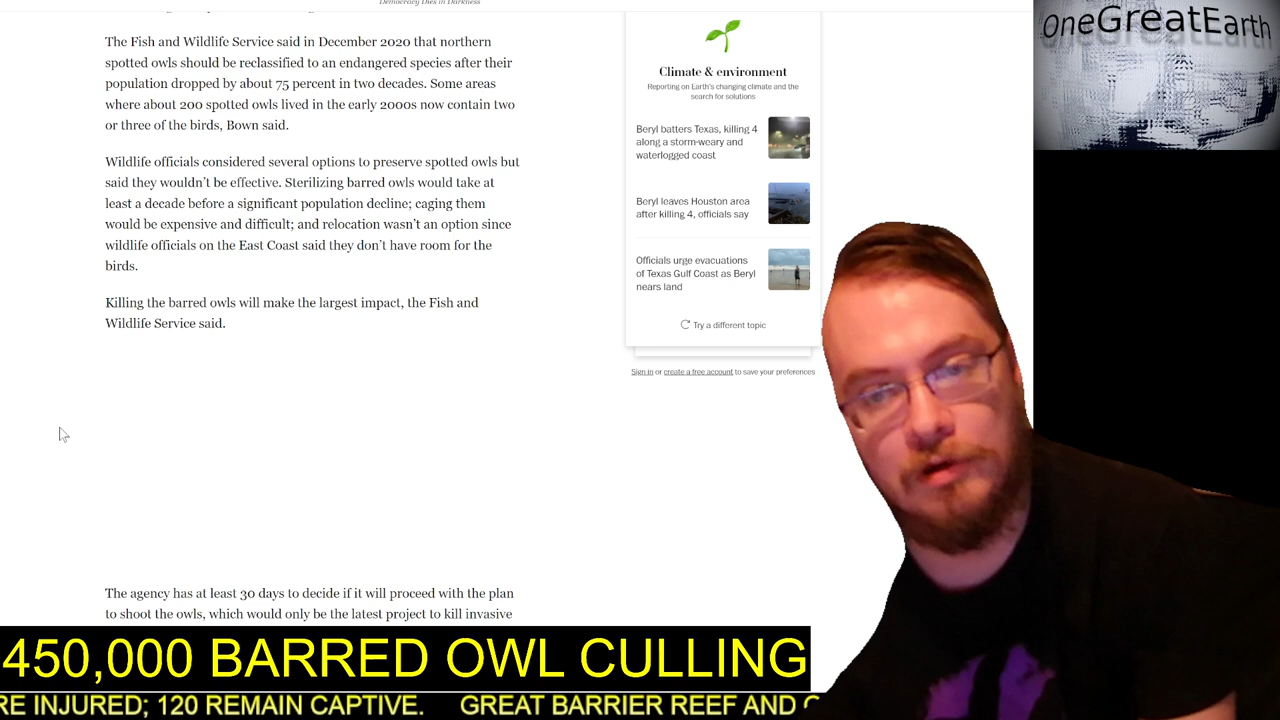 Democracy Dies in Darkness
OneGreatEarth
The Fish and Wildlife Service said in December 2020 that northern
spotted owls should be reclassified to an endangered species after their
population dropped by about 75 percent in two decades. Some areas
where about 200 spotted owls lived in the early 2000s now contain two
or three of the birds, Bown said.
Wildlife officials considered several options to preserve spotted owls but
said they wouldn't be effective. Sterilizing barred owls would take at
least a decade before a significant population decline; caging them
would be expensive and difficult; and relocation wasn't an option since
wildlife officials on the East Coast said they don't have room for the
birds.
Killing the barred owls will make the largest impact, the Fish and
Wildlife Service said.
The agency has at least 30 days to decide if it will proceed with the plan
to shoot the owls, which would only be the latest project to kill invasive
Climate & environment
Reporting on Earth's changing climate and the
search for solutions
Beryl batters Texas, killing 4
along a storm-weary and
waterlogged coast
Beryl leaves Houston area
after killing 4, officials say
Officials urge evacuations
of Texas Gulf Coast as Beryl
nears land
Try a different topic
Sign in or create a free account to save your preferences
450,000 BARRED OWL CULLING
RE INJURED; 120 REMAIN CAPTIVE. GREAT BARRIER REEF AND